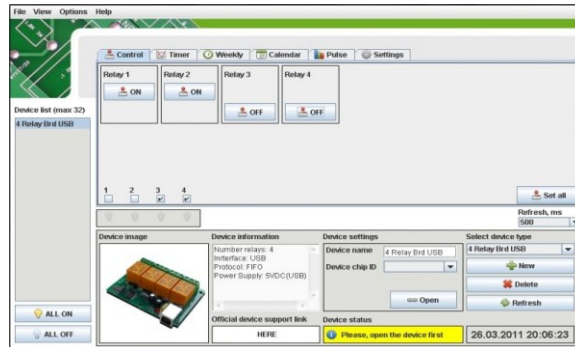 File View Options Help
Control Timer Weekly Calendar Pulse Settings
Relay 1 Relay 2 Relay 3 Relay 4
ON ON
OFF OFF
Device list (max 32)
4 Relay Brd USB
1 2 3 4
Set all
Refresh, ms
500
Device image Device information Device settings Select device type
Number relays: 4
Imterface: USB
Protocol: FIFO
Power Supply: 5VDC(USB)
Device name 4 Relay Brd USB
Device chip ID
Open
4 Relay Brd USB
New
Delete
Refresh
ALL ON
ALL OFF
Official device support link
HERE
Device status
Please, open the device first
26.03.2011 20:06:23